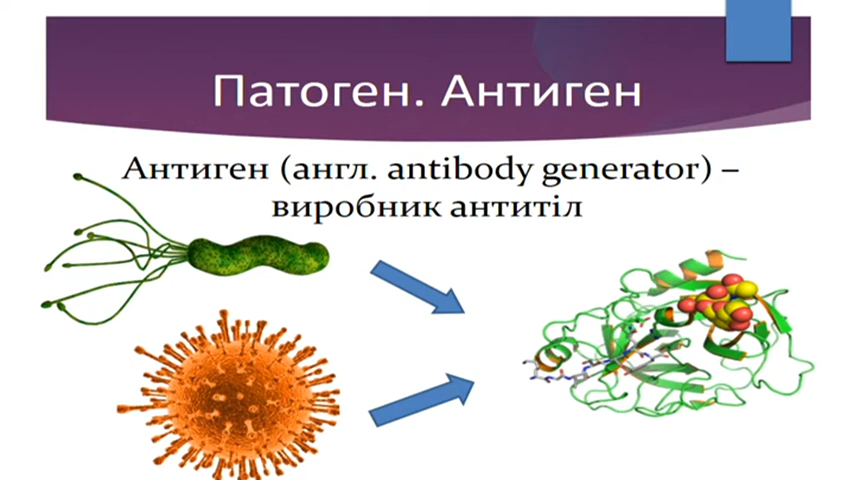 Патоген. Антиген
Антиген (англ. antibody generator) –
виробник антитіл